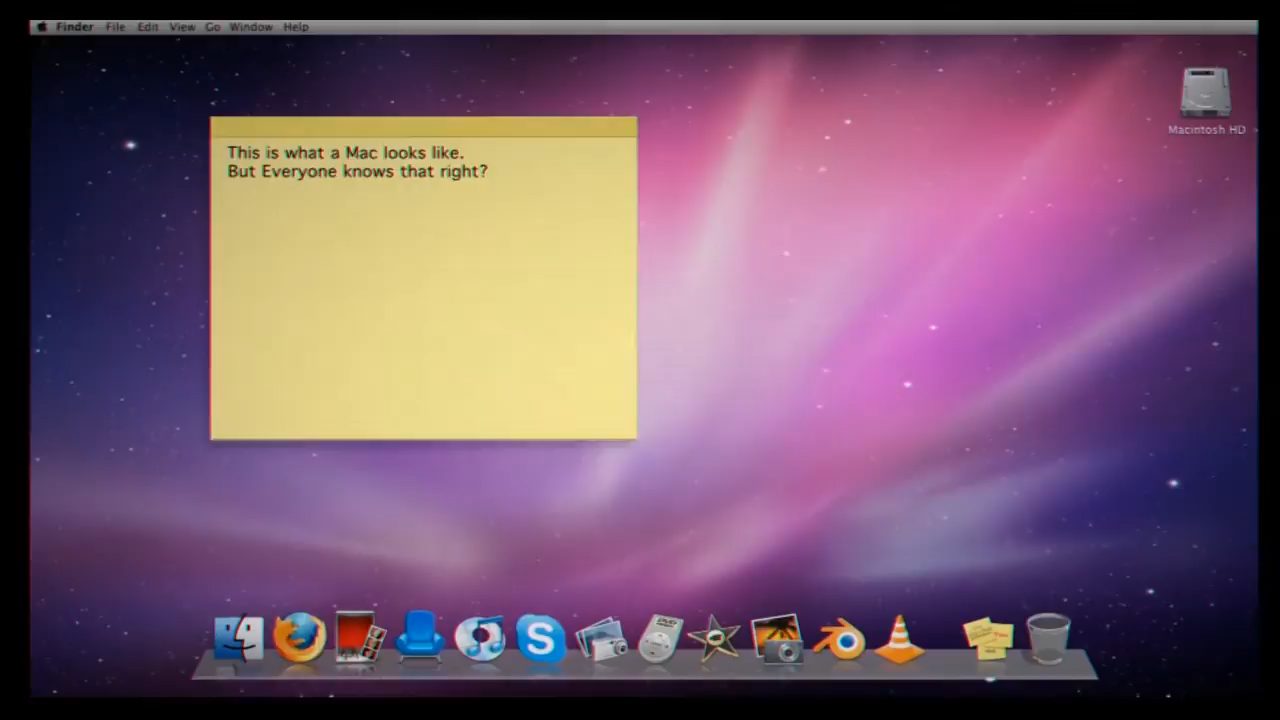 Finder File Edit View Go Window Help
Macintosh HD
This is what a Mac looks like.
But Everyone knows that right?
S